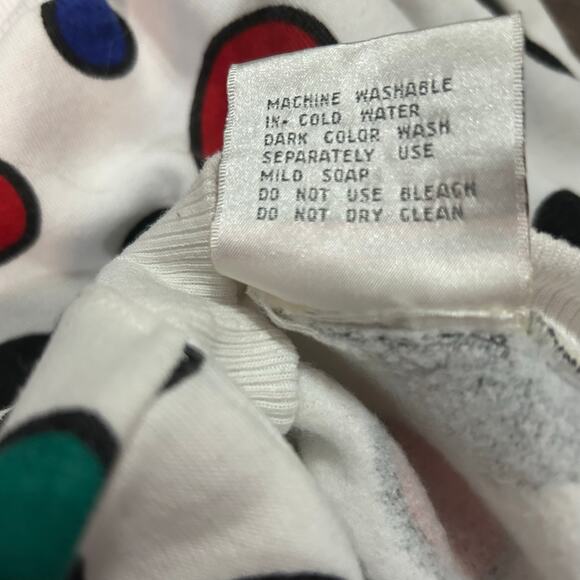 MACHINE WASHABLE
IN- COLD WATER
DARK COLOR WASH
SEPARATELY USE
MILD SOAP
DO NOT USE BLEACH
DO NOT DRY CLEAN